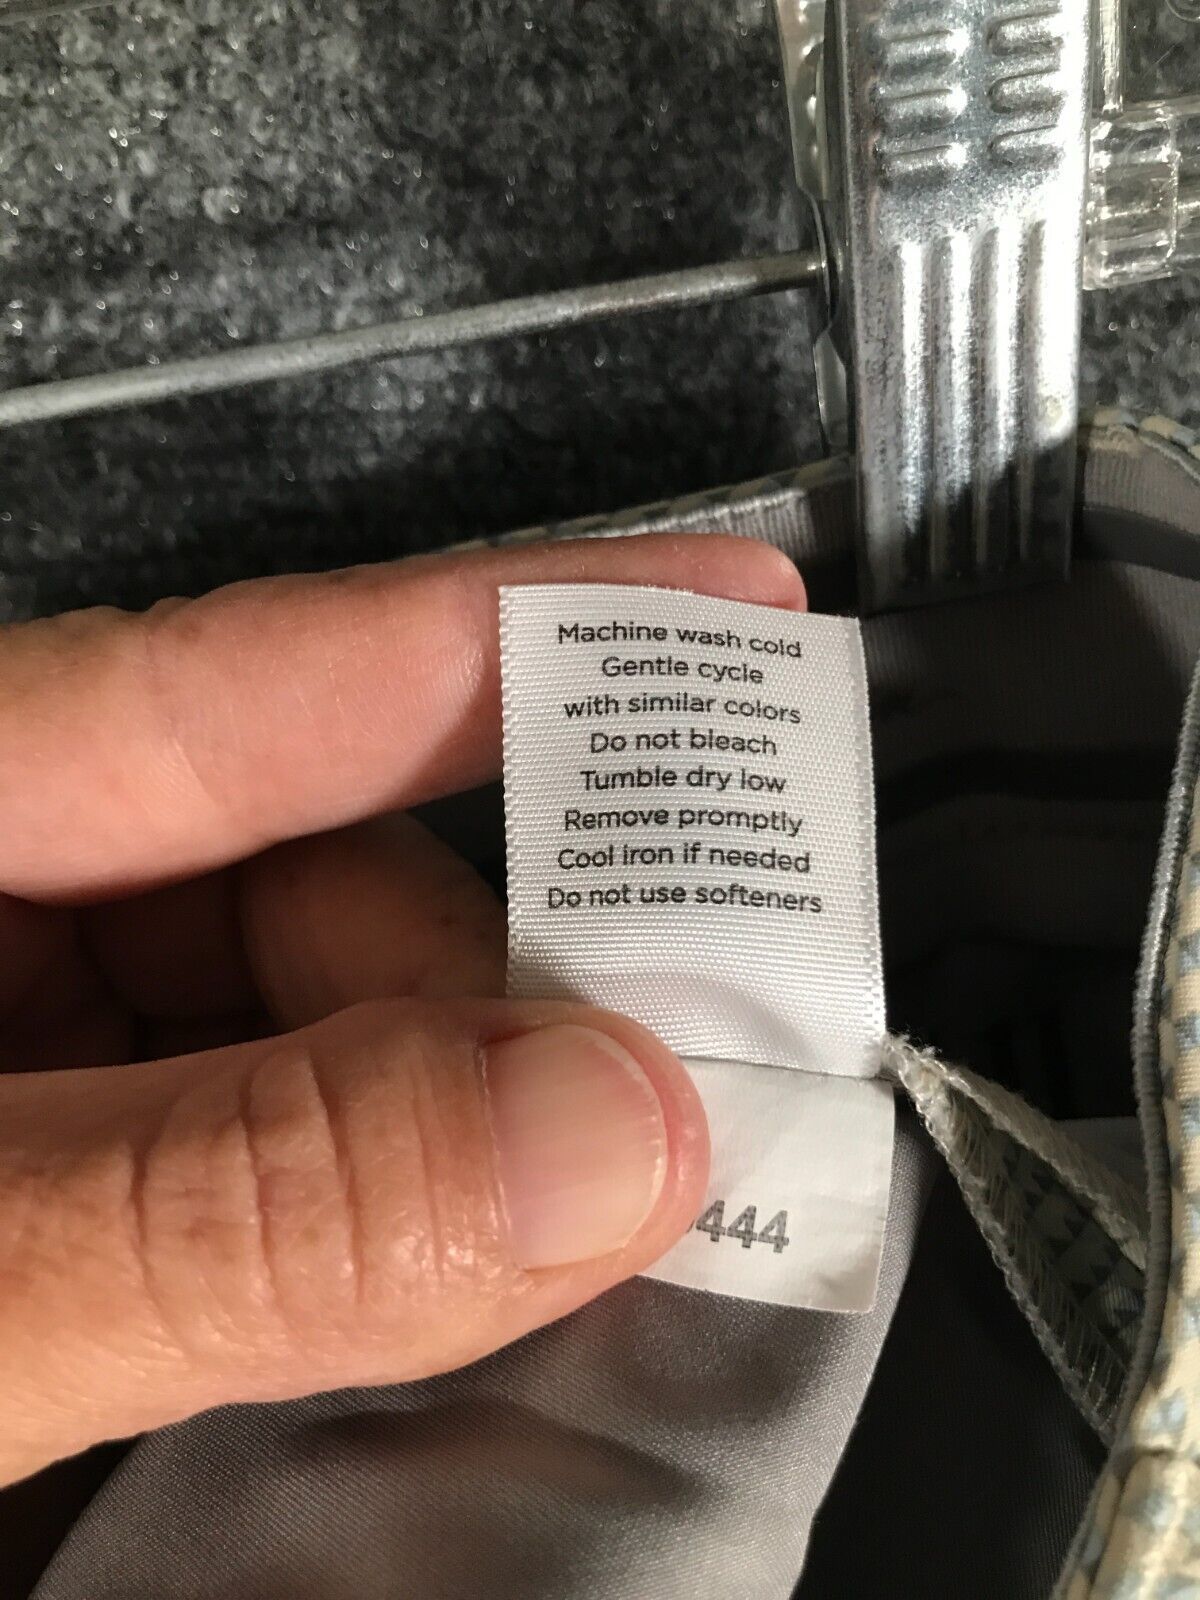 Machine wash cold
Gentle cycle
with similar colors
Do not bleach
Tumble dry low
Remove promptly
Cool iron if needed
Do not use softeners
444